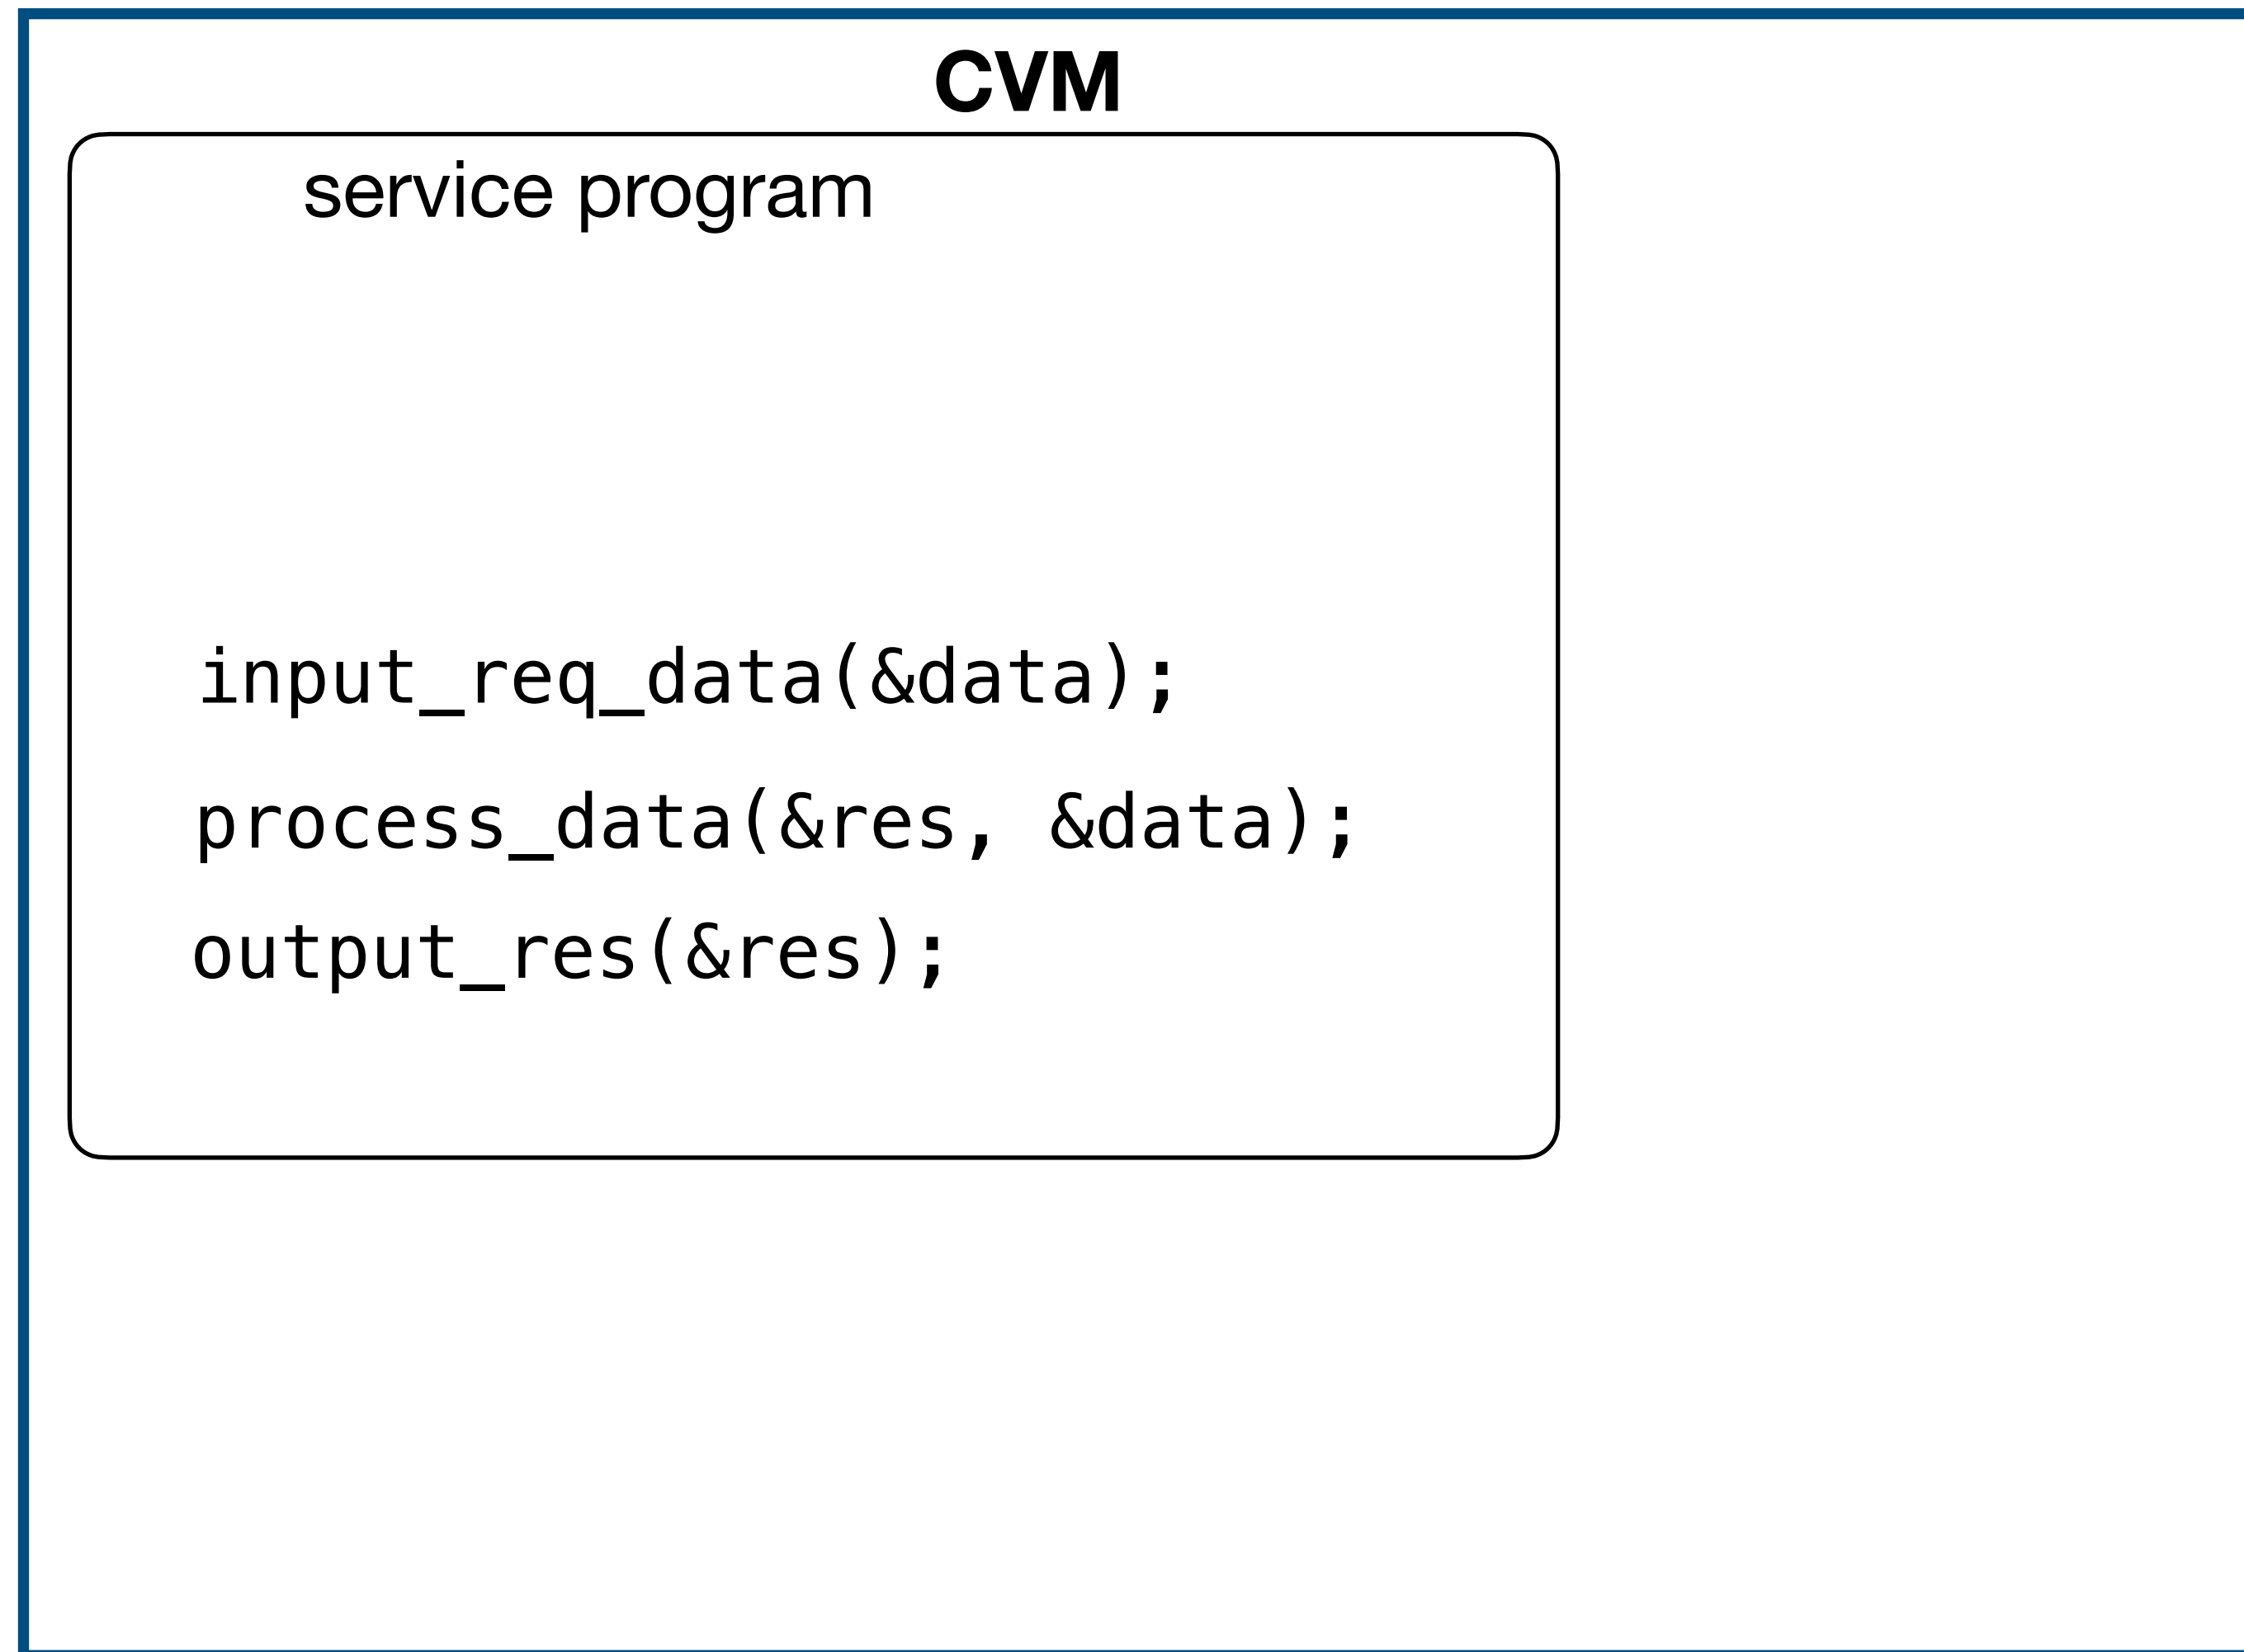 CVM
service program
input_req_data(&data);
process_data(&res, &data);
output_res(&res);